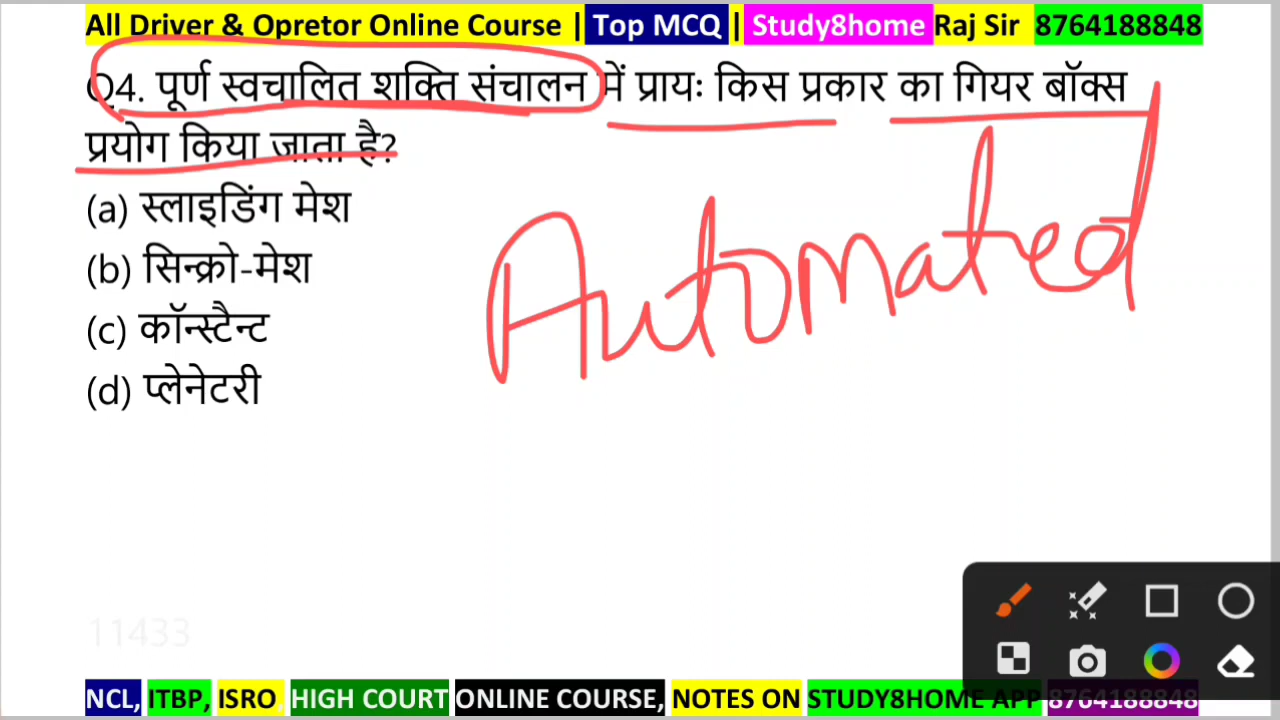 All Driver & Opretor Online Course | Top MCQ | Study8home Raj Sir 8764188848
Q4. पूर्ण स्वचालित शक्ति संचालन में प्रायः किस प्रकार का गियर बॉक्स
प्रयोग किया जाता है?
(a) स्लाइडिंग मेश
(b) सिन्क्रो-मेश
(c) कॉन्स्टैन्ट
(d) प्लेनेटरी
Automated
11433
NCL, ITBP, ISRO, HIGH COURT ONLINE COURSE, NOTES ON STUDY8HOME APP 8764188848